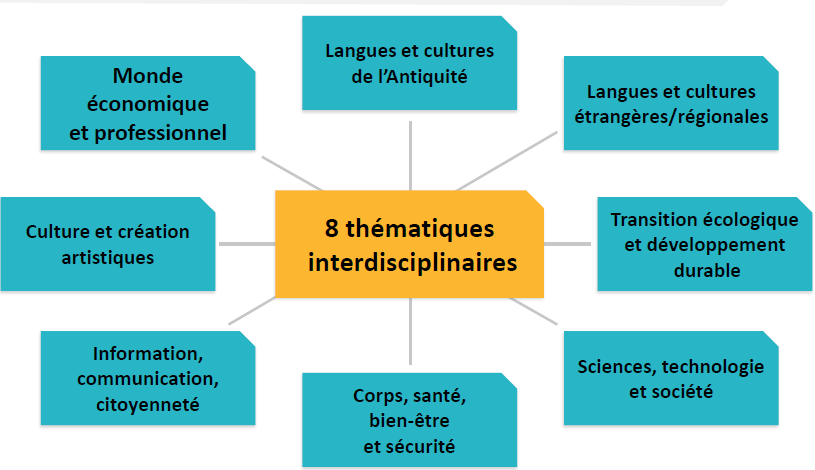 Langues et cultures
de l’Antiquité
Monde
économique
et professionnel
Langues et cultures
étrangères/régionales
Culture et création
artistiques
8 thématiques
interdisciplinaires
Transition écologique
et développement
durable
Information,
communication,
citoyenneté
Corps, santé,
bien-être
et sécurité
Sciences, technologie
et société